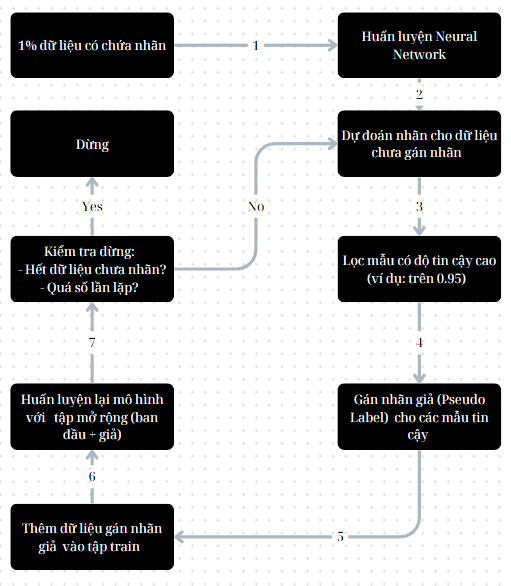 1% dữ liệu có chứa nhãn
1
Huấn luyện Neural
Network
2
Dự đoán nhãn cho dữ liệu
chưa gán nhãn
3
Lọc mẫu có độ tin cậy cao
(ví dụ: trên 0.95)
4
Gán nhãn giả (Pseudo
Label) cho các mẫu tin
cậy
5
Thêm dữ liệu gán nhãn
giả vào tập train
6
Huấn luyện lại mô hình
với tập mở rộng (ban
đầu + giả)
7
Kiểm tra dừng:
- Hết dữ liệu chưa nhãn?
- Quá số lần lặp?
No
Yes
Dừng